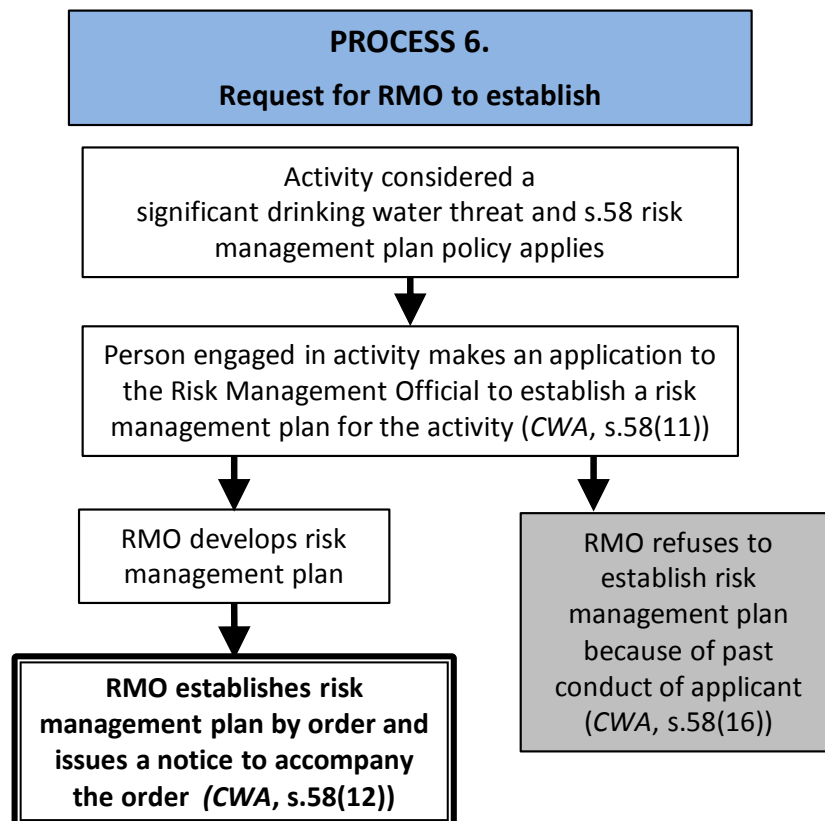 PROCESS 6.
Request for RMO to establish
Activity considered a
significant drinking water threat and s.58 risk
management plan policy applies
Person engaged in activity makes an application to
the Risk Management Official to establish a risk
management plan for the activity (CWA, s.58(11))
RMO develops risk
management plan
RMO establishes risk
management plan by order and
issues a notice to accompany
the order (CWA, s.58(12))
RMO refuses to
establish risk
management plan
because of past
conduct of applicant
(CWA, s.58(16))